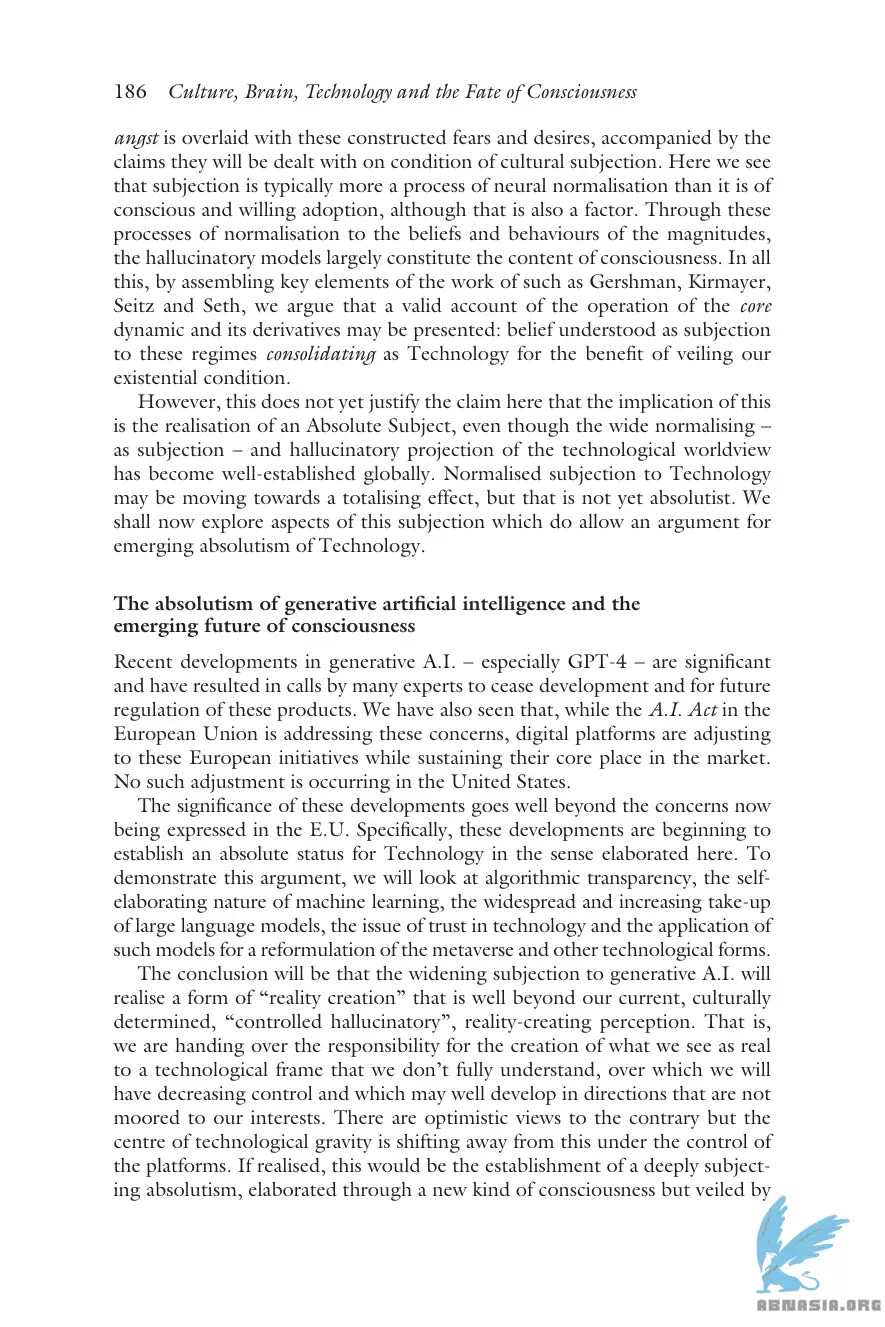 186 Culture, Brain, Technology and the Fate of Consciousness
angst is overlaid with these constructed fears and desires, accompanied by the
claims they will be dealt with on condition of cultural subjection. Here we see
that subjection is typically more a process of neural normalisation than it is of
conscious and willing adoption, although that is also a factor. Through these
processes of normalisation to the beliefs and behaviours of the magnitudes,
the hallucinatory models largely constitute the content of consciousness. In all
this, by assembling key elements of the work of such as Gershman, Kirmayer,
Seitz and Seth, we argue that a valid account of the operation of the core
dynamic and its derivatives may be presented: belief understood as subjection
to these regimes consolidating as Technology for the benefit of veiling our
existential condition.
However, this does not yet justify the claim here that the implication of this
is the realisation of an Absolute Subject, even though the wide normalising –
as subjection – and hallucinatory projection of the technological worldview
has become well-established globally. Normalised subjection to Technology
may be moving towards a totalising effect, but that is not yet absolutist. We
shall now explore aspects of this subjection which do allow an argument for
emerging absolutism of Technology.
The absolutism of generative artificial intelligence and the
emerging future of consciousness
Recent developments in generative A.I. – especially GPT-4 – are significant
and have resulted in calls by many experts to cease development and for future
regulation of these products. We have also seen that, while the A.I. Act in the
European Union is addressing these concerns, digital platforms are adjusting
to these European initiatives while sustaining their core place in the market.
No such adjustment is occurring in the United States.
The significance of these developments goes well beyond the concerns now
being expressed in the E.U. Specifically, these developments are beginning to
establish an absolute status for Technology in the sense elaborated here. To
demonstrate this argument, we will look at algorithmic transparency, the self-
elaborating nature of machine learning, the widespread and increasing take-up
of large language models, the issue of trust in technology and the application of
such models for a reformulation of the metaverse and other technological forms.
The conclusion will be that the widening subjection to generative A.I. will
realise a form of “reality creation” that is well beyond our current, culturally
determined, “controlled hallucinatory”, reality-creating perception. That is,
we are handing over the responsibility for the creation of what we see as real
to a technological frame that we don’t fully understand, over which we will
have decreasing control and which may well develop in directions that are not
moored to our interests. There are optimistic views to the contrary but the
centre of technological gravity is shifting away from this under the control of
the platforms. If realised, this would be the establishment of a deeply subject-
ing absolutism, elaborated through a new kind of consciousness but veiled by
ABNASIA.ORG